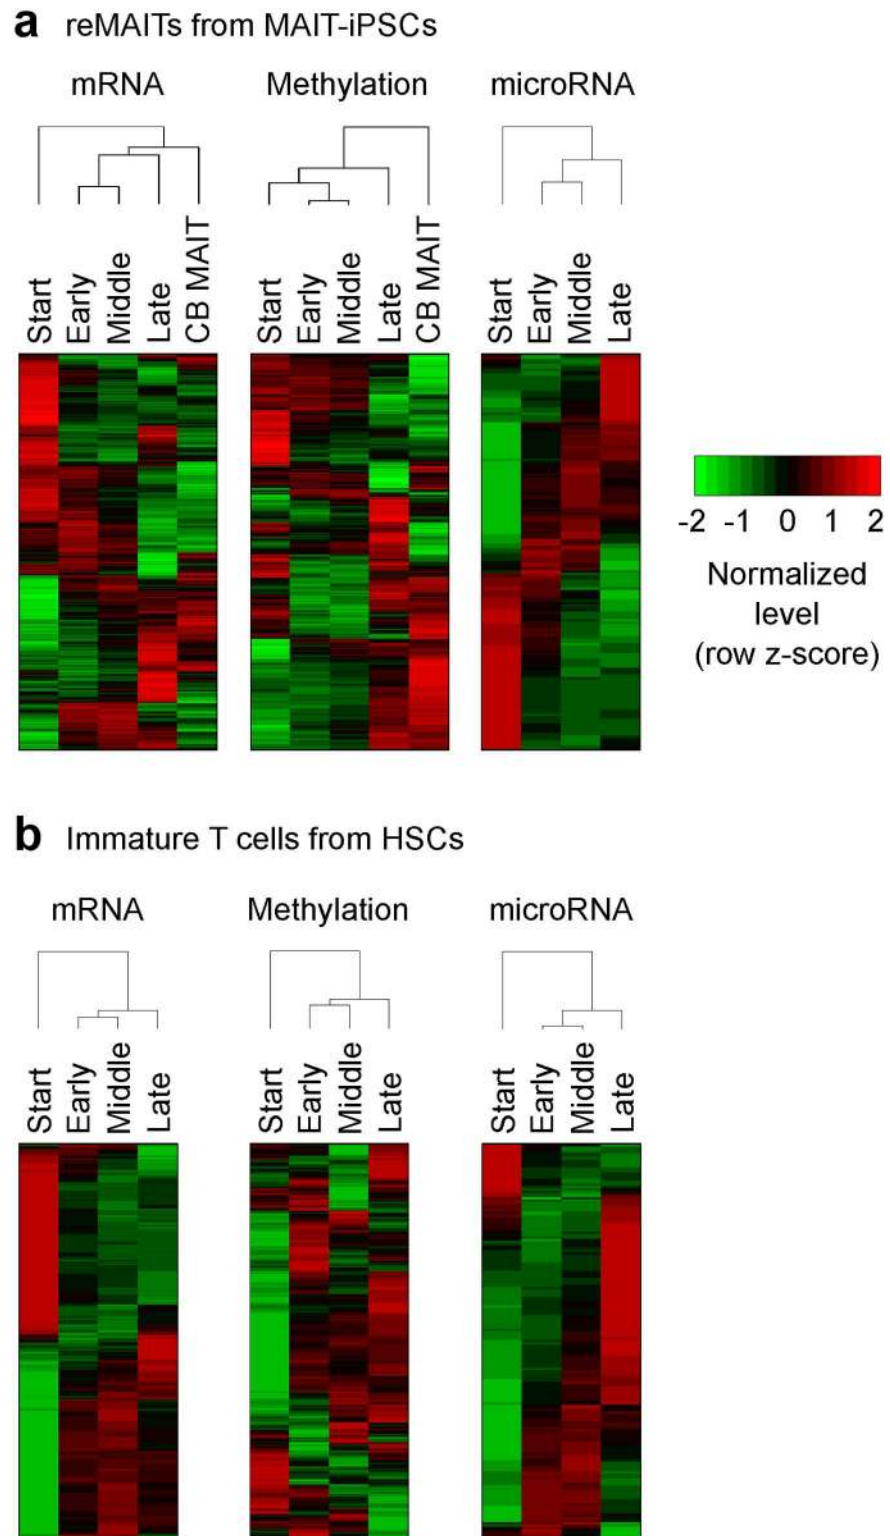 a reMAITs from MAIT-iPSCs
mRNA Methylation microRNA
Start Early Middle Late CB MAIT Start Early Middle Late CB MAIT Start Early Middle Late
-2 -1 0 1 2
Normalized
level
(row z-score)
b Immature T cells from HSCs
mRNA Methylation microRNA
Start Early Middle Late Start Early Middle Late Start Early Middle Late